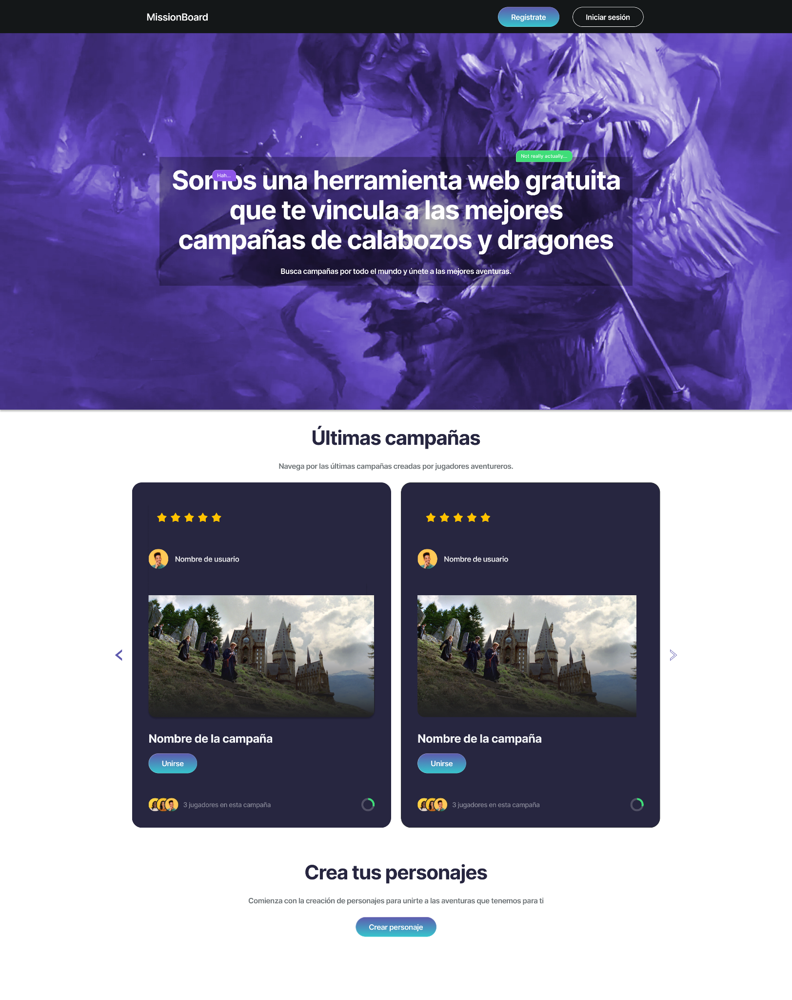 MissionBoard
Regístrate
Iniciar sesión
Not really actually...
Hah...
Somos una herramienta web gratuita
que te vincula a las mejores
campañas de calabozos y dragones
Busca campañas por todo el mundo y únete a las mejores aventuras.
Últimas campañas
Navega por las últimas campañas creadas por jugadores aventureros.
Nombre de usuario
Nombre de la campaña
Unirse
3 jugadores en esta campaña
Nombre de usuario
Nombre de la campaña
Unirse
3 jugadores en esta campaña
Crea tus personajes
Comienza con la creación de personajes para unirte a las aventuras que tenemos para ti
Crear personaje